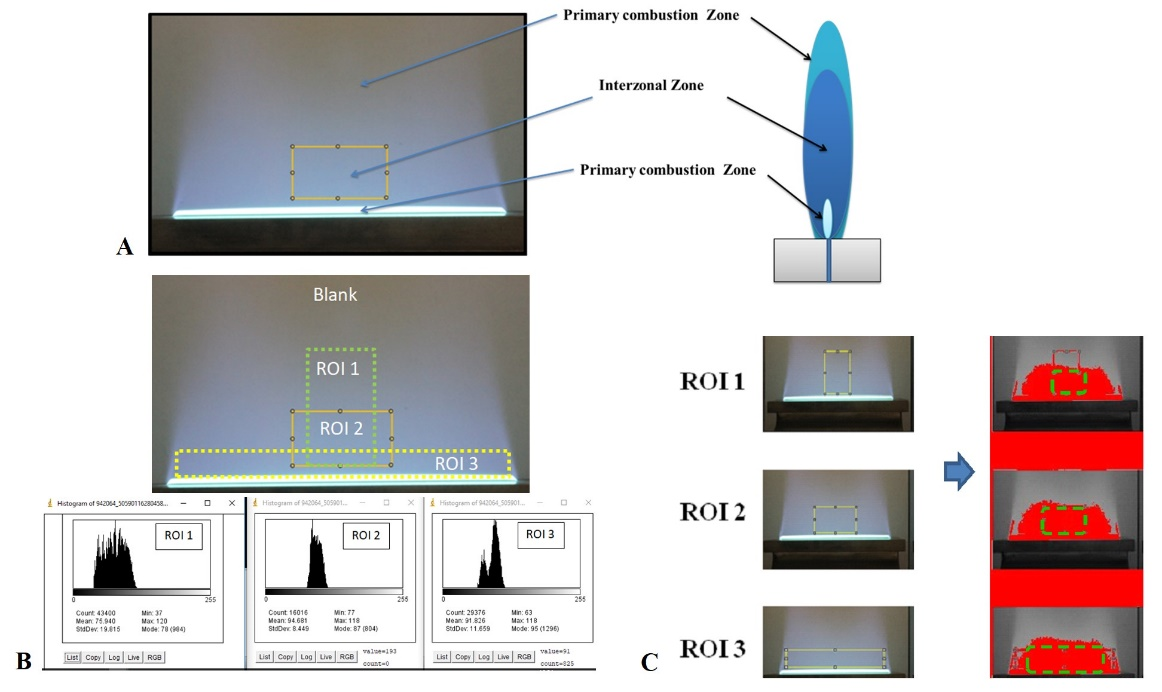 Primary combustion Zone
Interzonal Zone
Primary combustion Zone
A
Blank
ROI 1
ROI 2
ROI 3
Histogram of 942064_50590116280458...
Histogram of 942064_505901...
Histogram of 942064_505901...
ROI 1
ROI 2
ROI 3
0 255
0 255
0 255
Count: 43400 Min: 37
Mean: 75.940 Max: 120
StdDev: 19.815 Mode: 78 (984)
Count: 16016 Min: 77
Mean: 94.681 Max: 118
StdDev: 8.449 Mode: 87 (804)
Count: 29376 Min: 63
Mean: 91.826 Max: 118
StdDev: 11.659 Mode: 95 (1296)
List Copy Log Live RGB
List Copy Log Live RGB
value=193
count=0
List Copy Log Live RGB
value=91
count=825
B
ROI 1
ROI 2
ROI 3
C